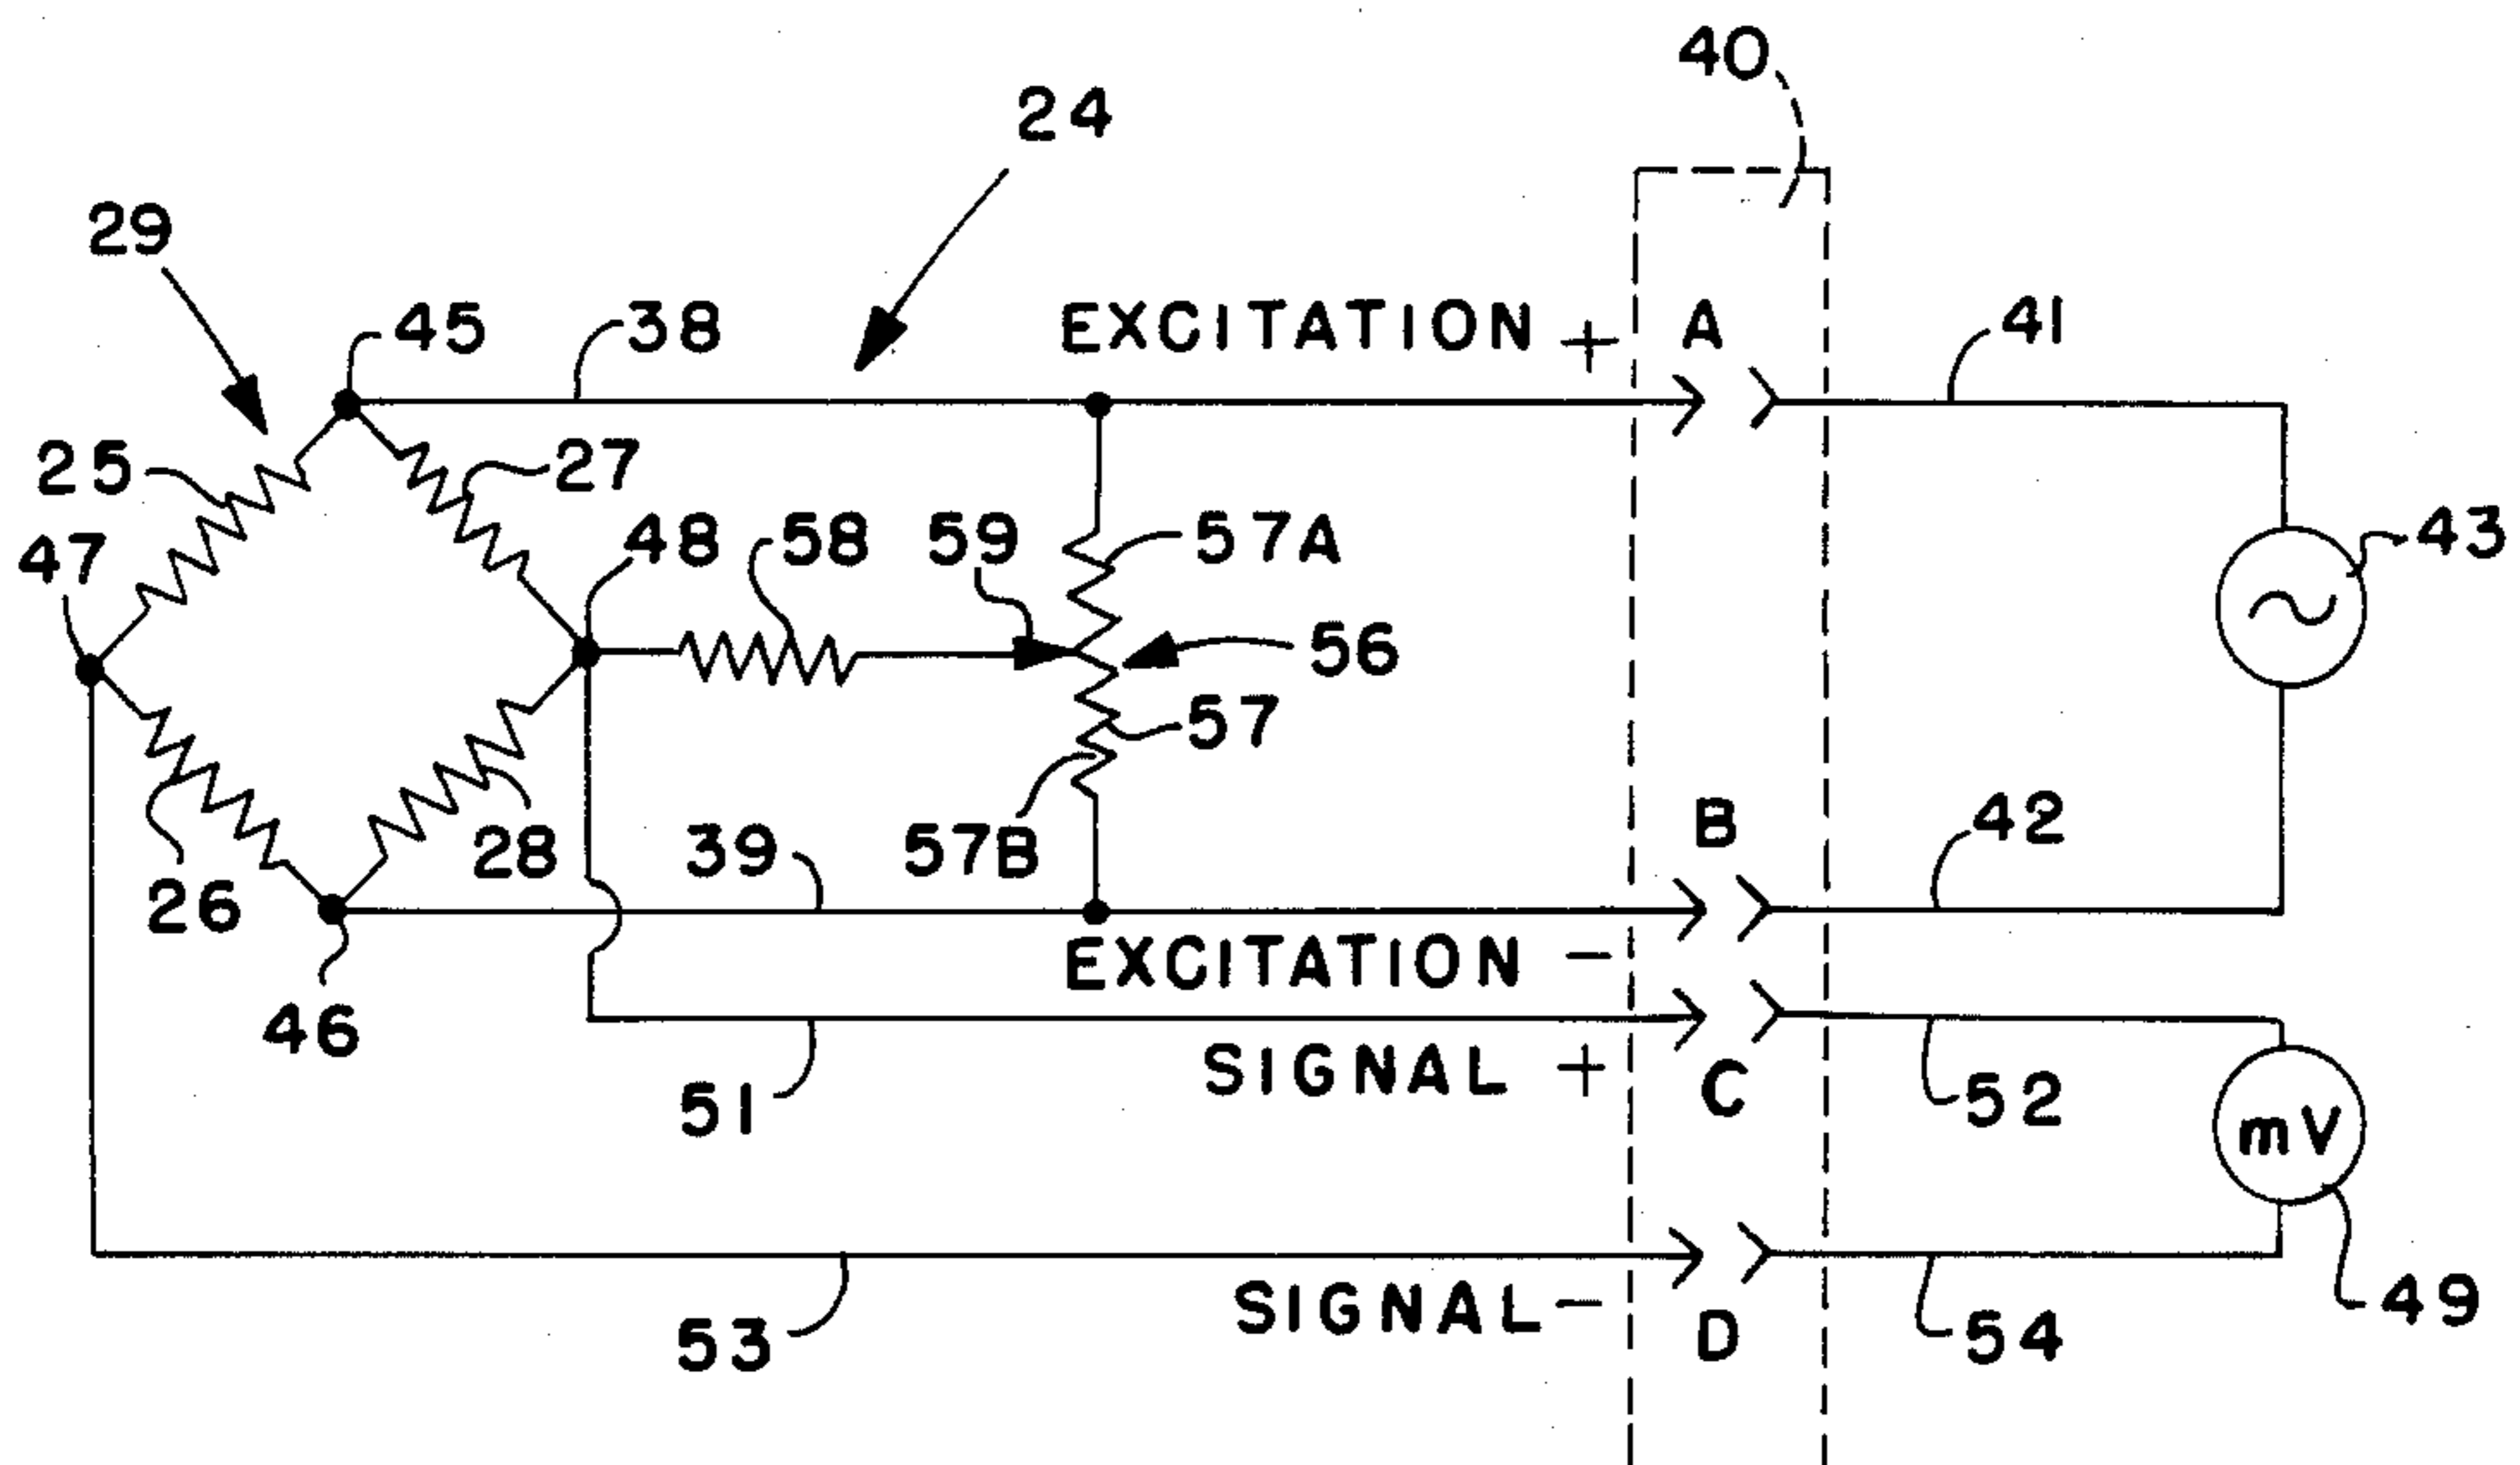 40
24
29
45
38
EXCITATION +
A
41
25
27
47
48
58
59
57A
43
56
57
B
42
26
28
39
57B
EXCITATION -
46
SIGNAL +
C
51
52
mV
SIGNAL -
D
53
54
49